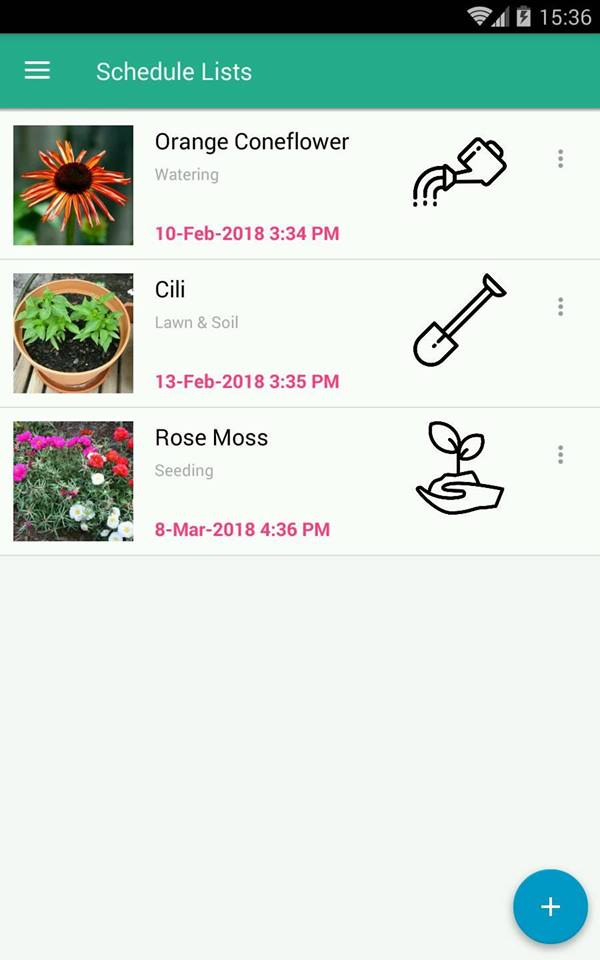 15:36
Schedule Lists
Orange Coneflower
Watering
10-Feb-2018 3:34 PM
Cili
Lawn & Soil
13-Feb-2018 3:35 PM
Rose Moss
Seeding
8-Mar-2018 4:36 PM